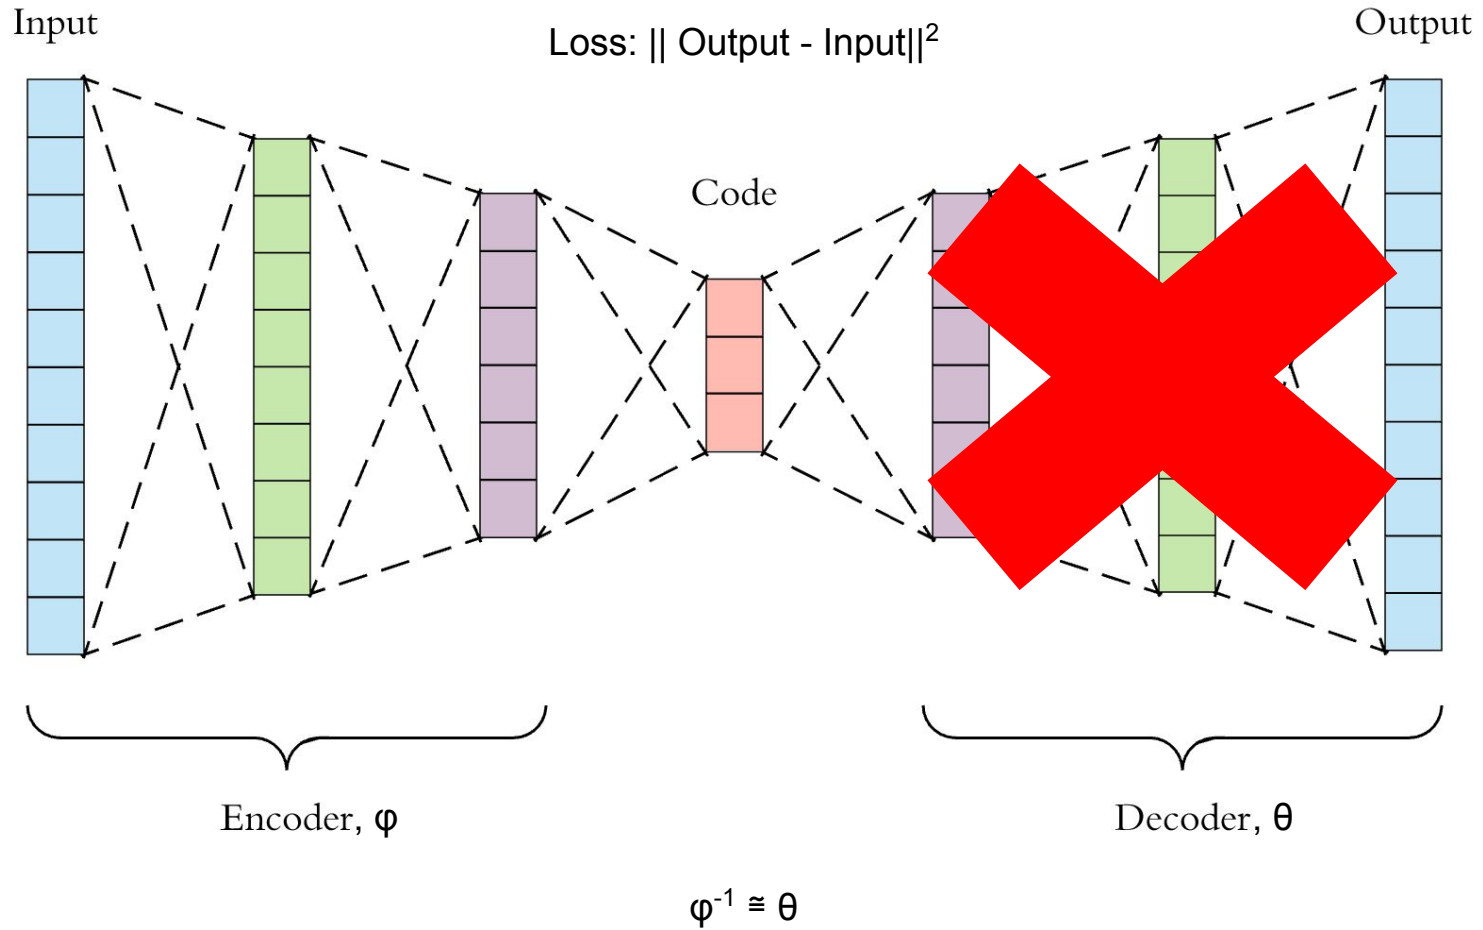 Input
Output
Loss: || Output - Input||²
Code
Encoder, φ
Decoder, θ
φ⁻¹ ≅ θ